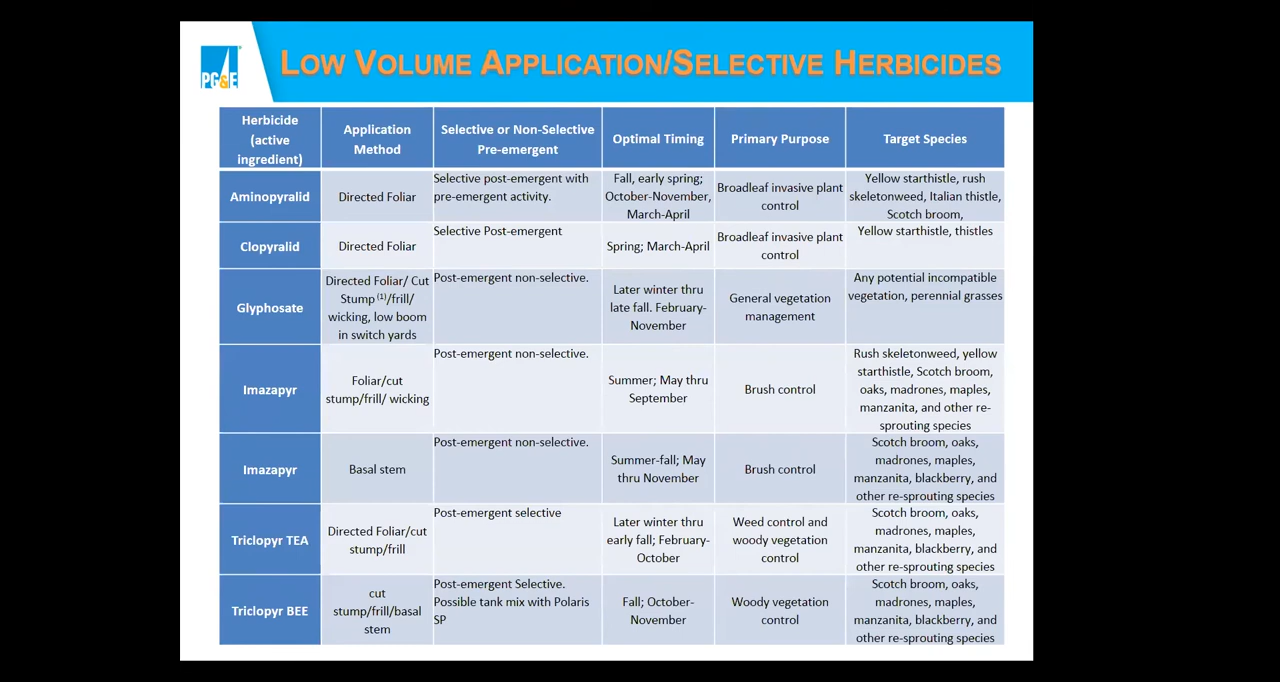 PG&E
LOW VOLUME APPLICATION/SELECTIVE HERBICIDES
Herbicide
(active
ingredient)
Application
Method
Selective or Non-Selective
Pre-emergent
Optimal Timing
Primary Purpose
Target Species
Aminopyralid
Directed Foliar
Selective post-emergent with
pre-emergent activity.
Fall, early spring;
October-November,
March-April
Broadleaf invasive plant
control
Yellow starthistle, rush
skeletonweed, Italian thistle,
Scotch broom,
Clopyralid
Directed Foliar
Selective Post-emergent
Spring; March-April
Broadleaf invasive plant
control
Yellow starthistle, thistles
Glyphosate
Directed Foliar/ Cut
Stump (1)/frill/
wicking, low boom
in switch yards
Post-emergent non-selective.
Later winter thru
late fall. February-
November
General vegetation
management
Any potential incompatible
vegetation, perennial grasses
Imazapyr
Foliar/cut
stump/frill/ wicking
Post-emergent non-selective.
Summer; May thru
September
Brush control
Rush skeletonweed, yellow
starthistle, Scotch broom,
oaks, madrones, maples,
manzanita, and other re-
sprouting species
Imazapyr
Basal stem
Post-emergent non-selective.
Summer-fall; May
thru November
Brush control
Scotch broom, oaks,
madrones, maples,
manzanita, blackberry, and
other re-sprouting species
Triclopyr TEA
Directed Foliar/cut
stump/frill
Post-emergent selective
Later winter thru
early fall; February-
October
Weed control and
woody vegetation
control
Scotch broom, oaks,
madrones, maples,
manzanita, blackberry, and
other re-sprouting species
Triclopyr BEE
cut
stump/frill/basal
stem
Post-emergent Selective.
Possible tank mix with Polaris
SP
Fall; October-
November
Woody vegetation
control
Scotch broom, oaks,
madrones, maples,
manzanita, blackberry, and
other re-sprouting species